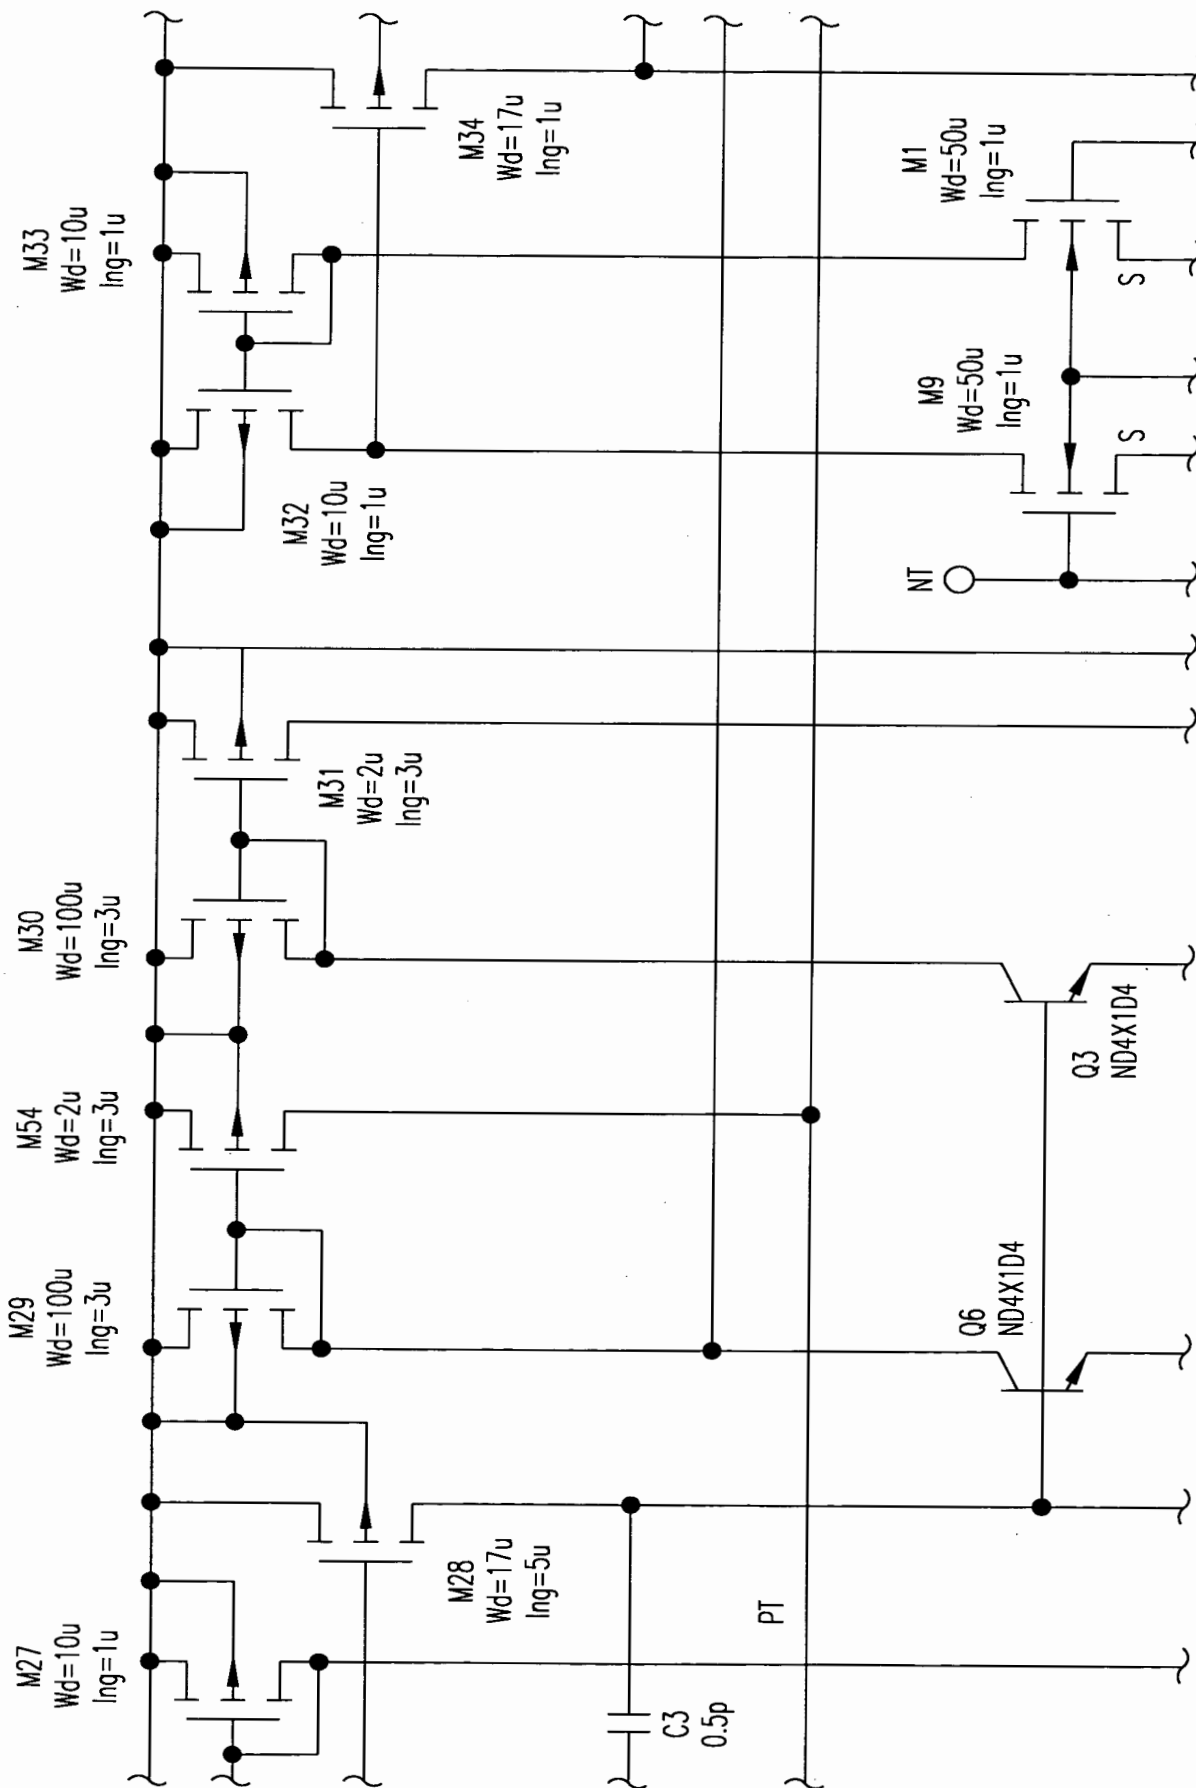 M27
Wd=10u
lng=1u
M29
Wd=100u
lng=3u
M54
Wd=2u
lng=3u
M30
Wd=100u
lng=3u
M33
Wd=10u
lng=1u
M28
Wd=17u
lng=5u
M31
Wd=2u
lng=3u
M32
Wd=10u
lng=1u
M34
Wd=17u
lng=1u
C3
0.5p
PT
Q6
ND4X1D4
Q3
ND4X1D4
NT
M9
Wd=50u
lng=1u
S
M1
Wd=50u
lng=1u
S